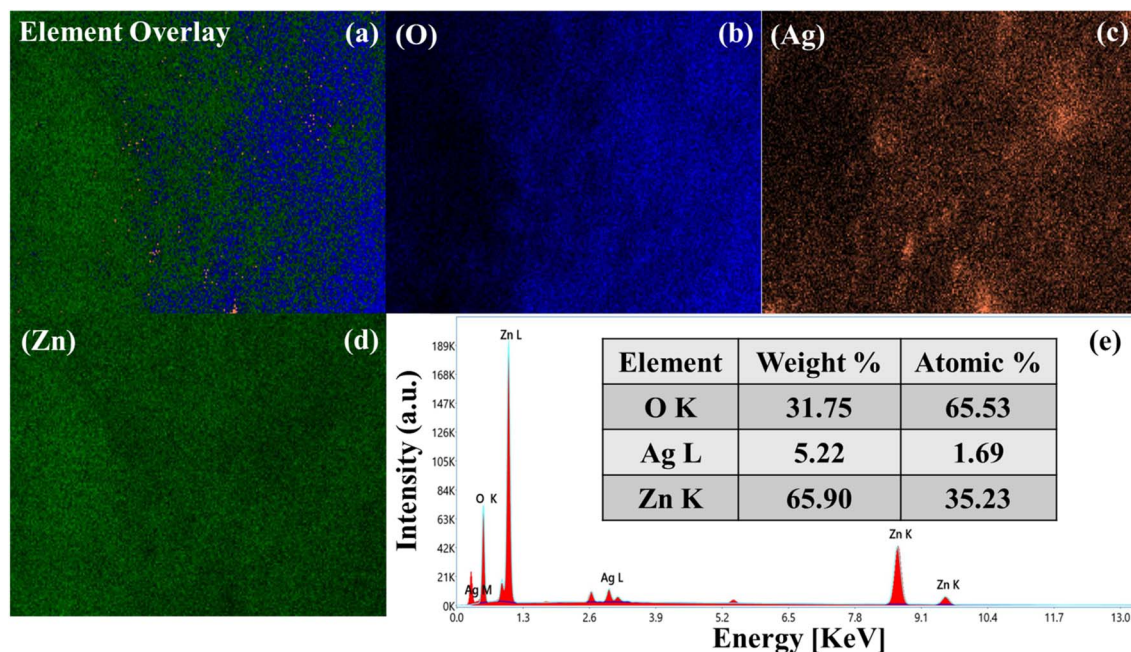 Element Overlay (a)
(O) (b)
(Ag) (c)
(Zn) (d)
(e)
Intensity (a.u.)
189K
168K
147K
126K
105K
84K
63K
42K
21K
0K
Zn L
O K
Ag M
Ag L
Zn K
Zn K
Element Weight % Atomic %
O K 31.75 65.53
Ag L 5.22 1.69
Zn K 65.90 35.23
0.0 1.3 2.6 3.9 5.2 6.5 7.8 9.1 10.4 11.7 13.0
Energy [KeV]